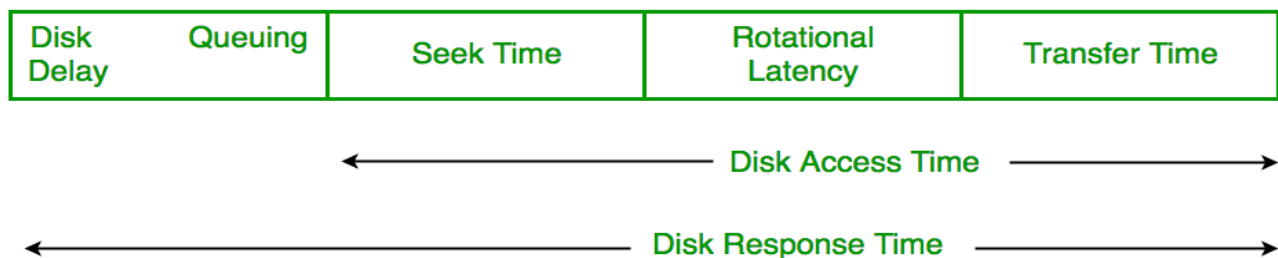 Disk Queuing
Delay
Seek Time
Rotational
Latency
Transfer Time
Disk Access Time
Disk Response Time